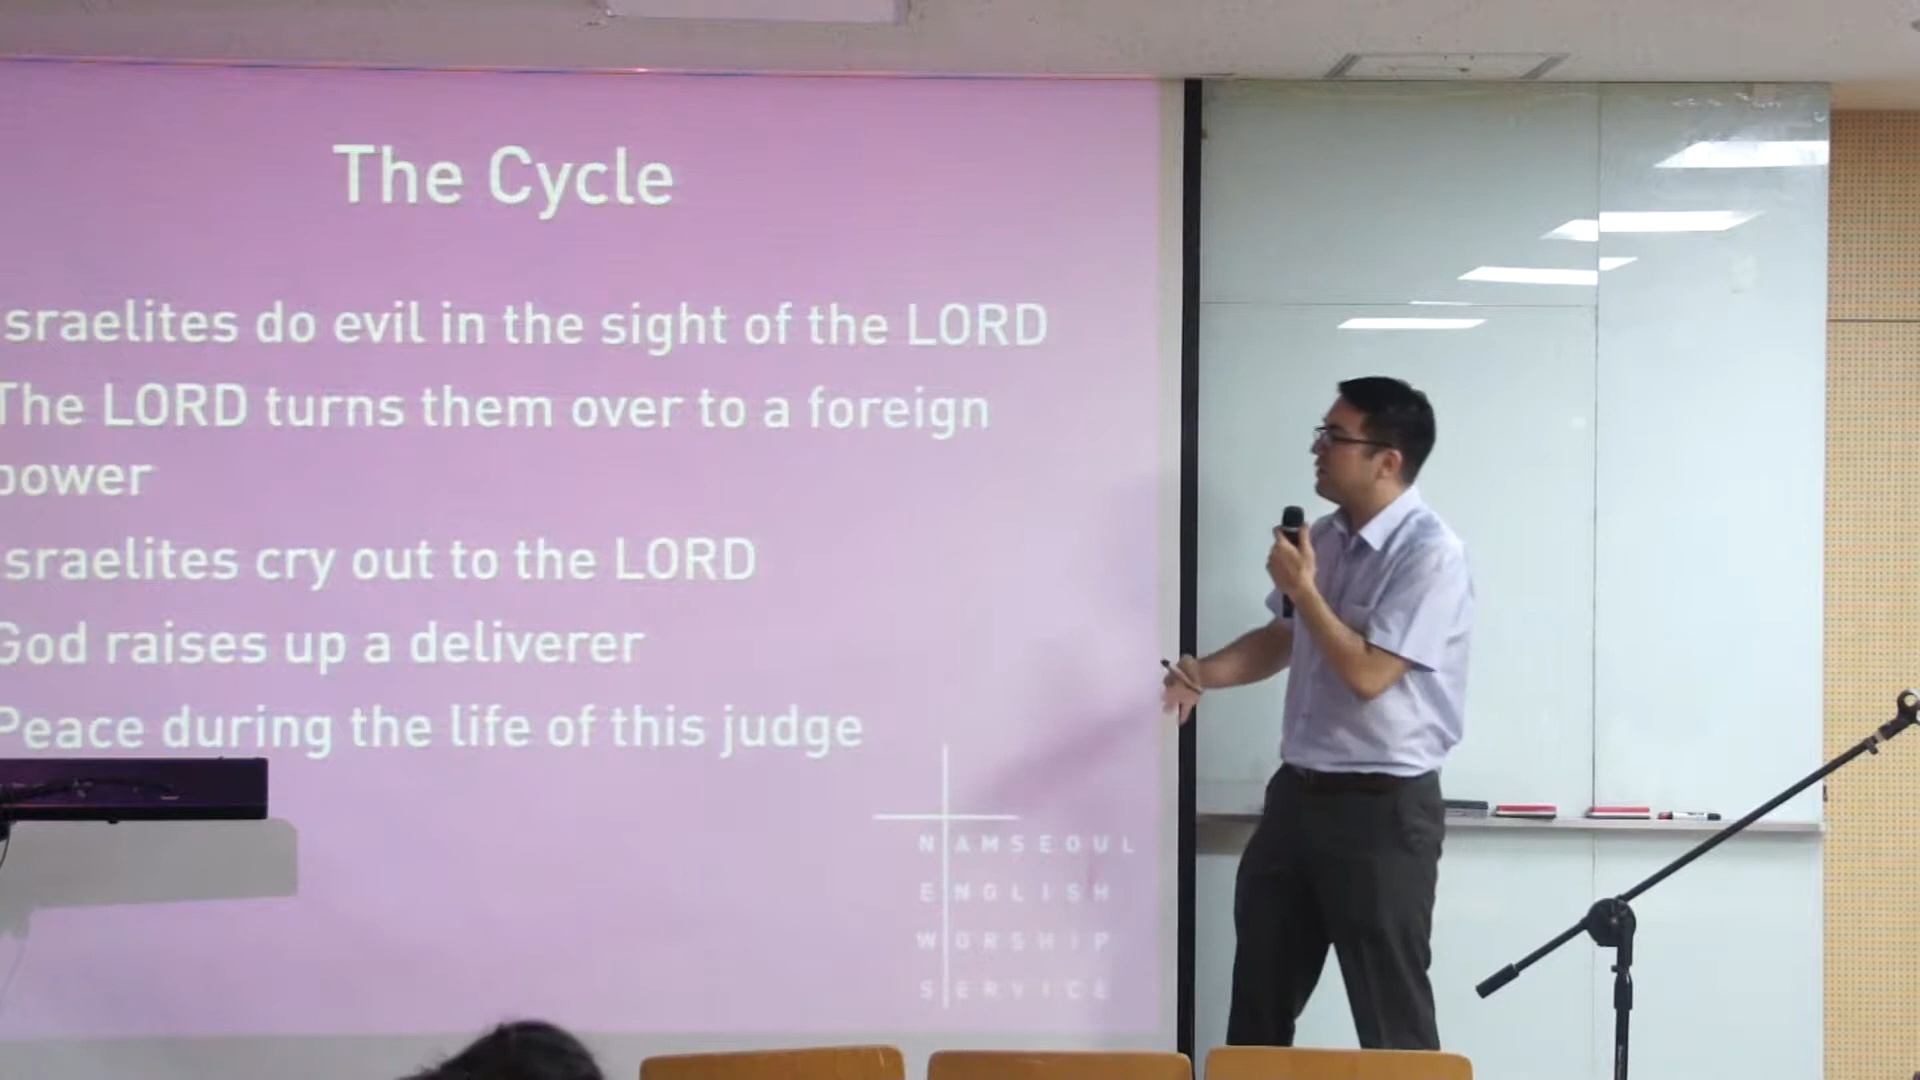 The Cycle
sraelites do evil in the sight of the LORD
The LORD turns them over to a foreign
power
sraelites cry out to the LORD
God raises up a deliverer
Peace during the life of this judge
NAMSEOUL
ENGLISH
WORSHIP
SERVICE